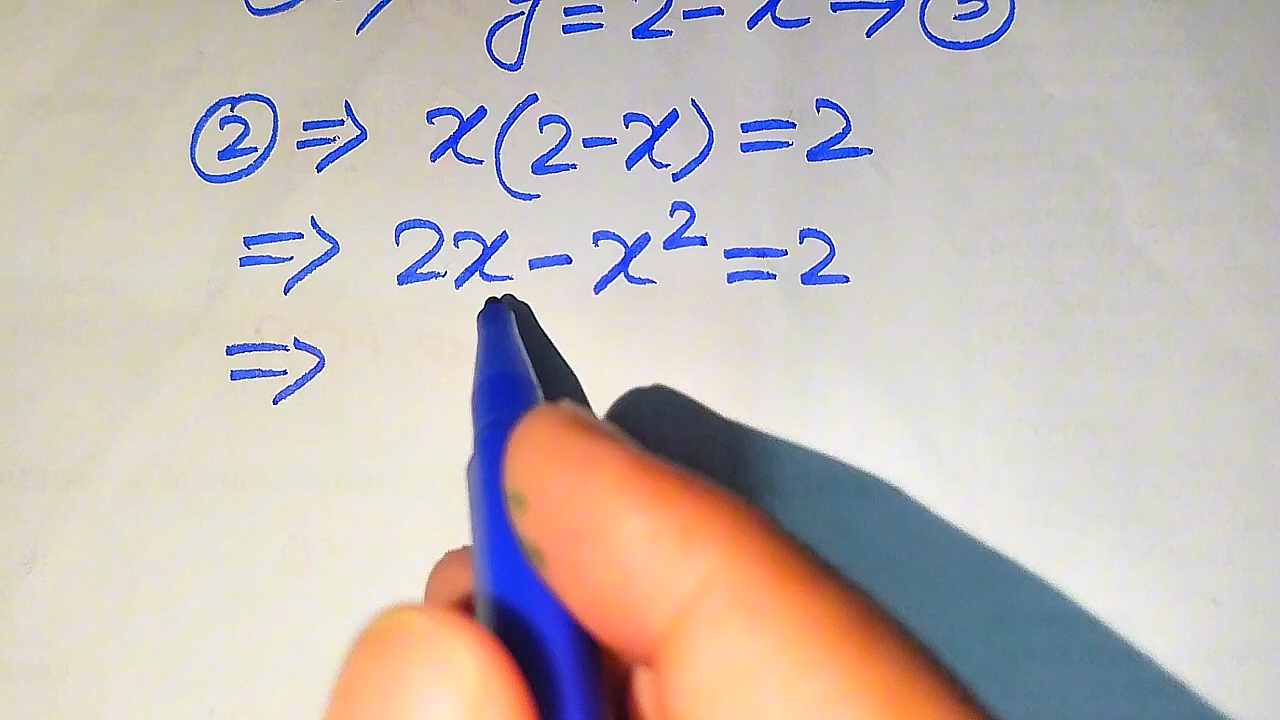 ⇒ y = 2 - x → ③
② ⇒ x(2-x) = 2
⇒ 2x - x² = 2
⇒